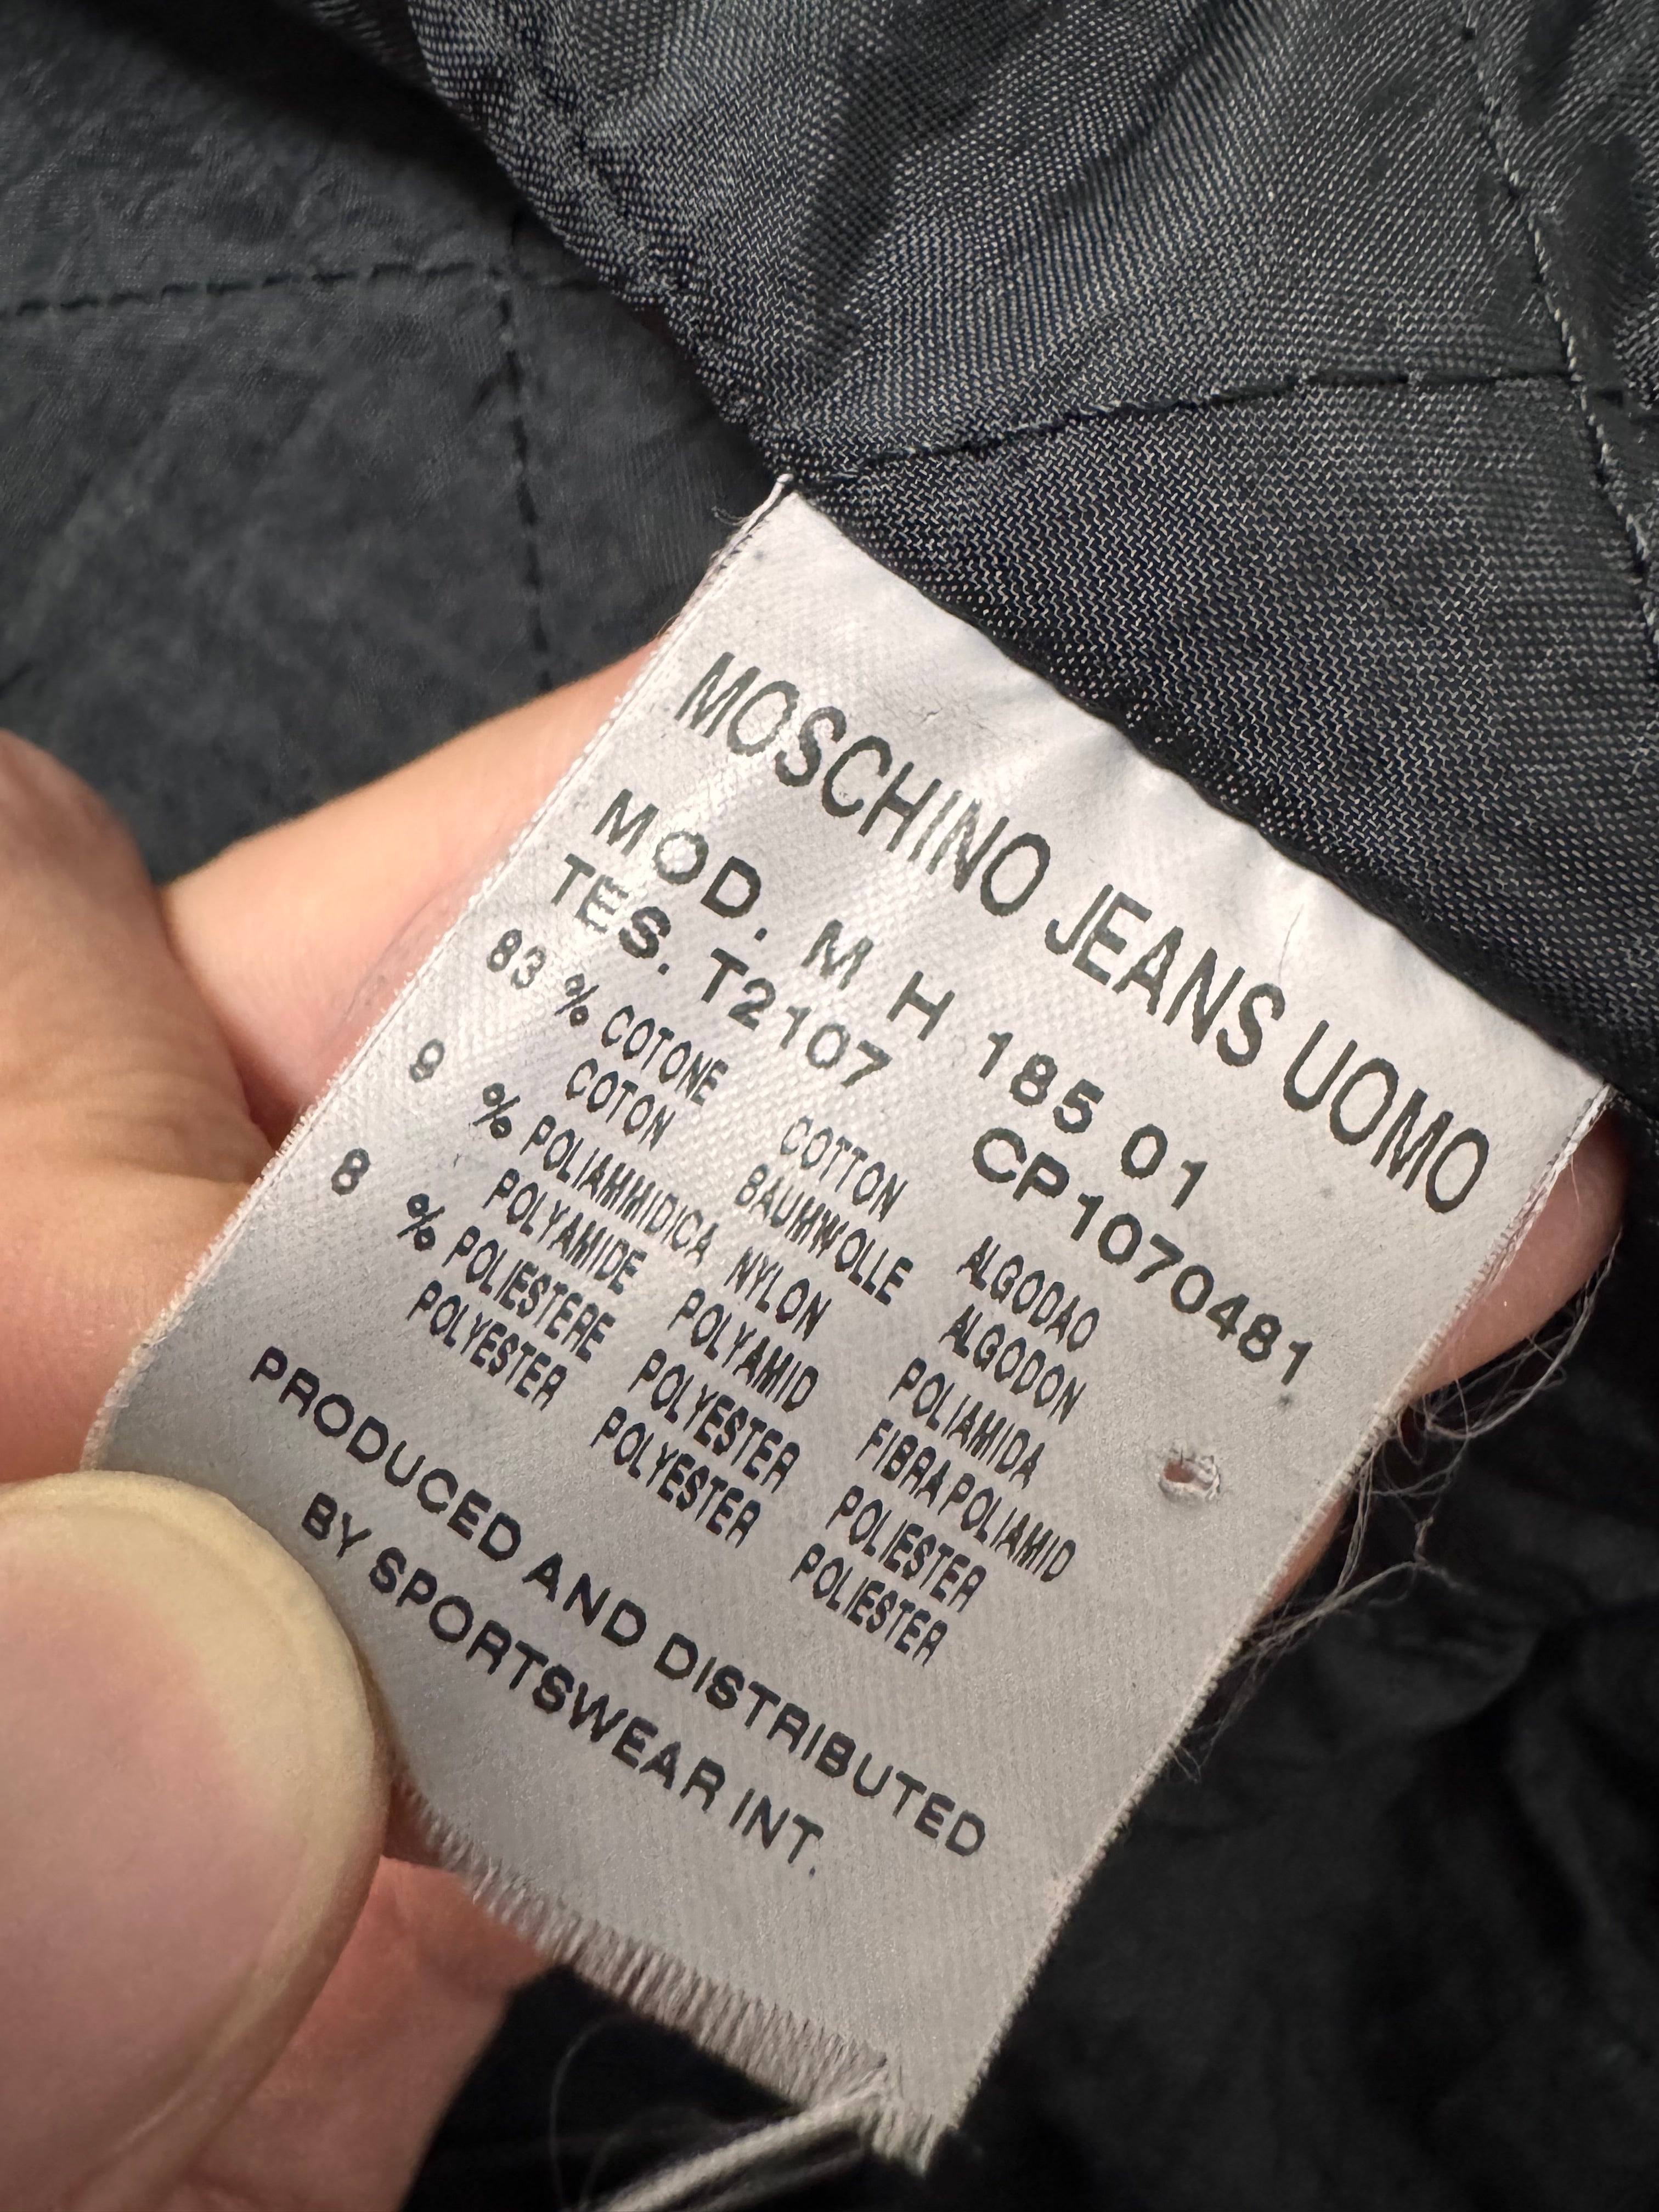 MOSCHINO JEANS UOMO
MOD. M H 185 01
TES. T2107 CP1070481
83 % COTONE COTTON ALGODAO
COTON BAUMWOLLE ALGODON
9 % POLIAMMIDICA NYLON POLIAMIDA
POLYAMIDE POLYAMID FIBRA POLIAMID
8 % POLIESTERE POLYESTER POLIESTER
POLYESTER POLYESTER POLIESTER
PRODUCED AND DISTRIBUTED
BY SPORTSWEAR INT.